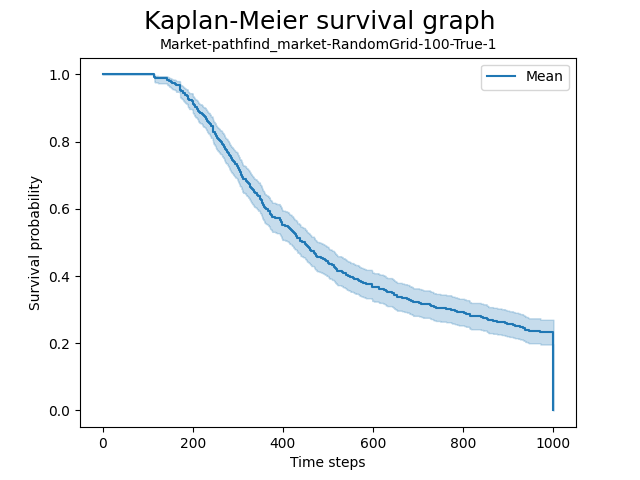 Kaplan-Meier survival graph
Market-pathfind_market-RandomGrid-100-True-1
Mean
Survival probability
1.0
0.8
0.6
0.4
0.2
0.0
0 200 400 600 800 1000
Time steps